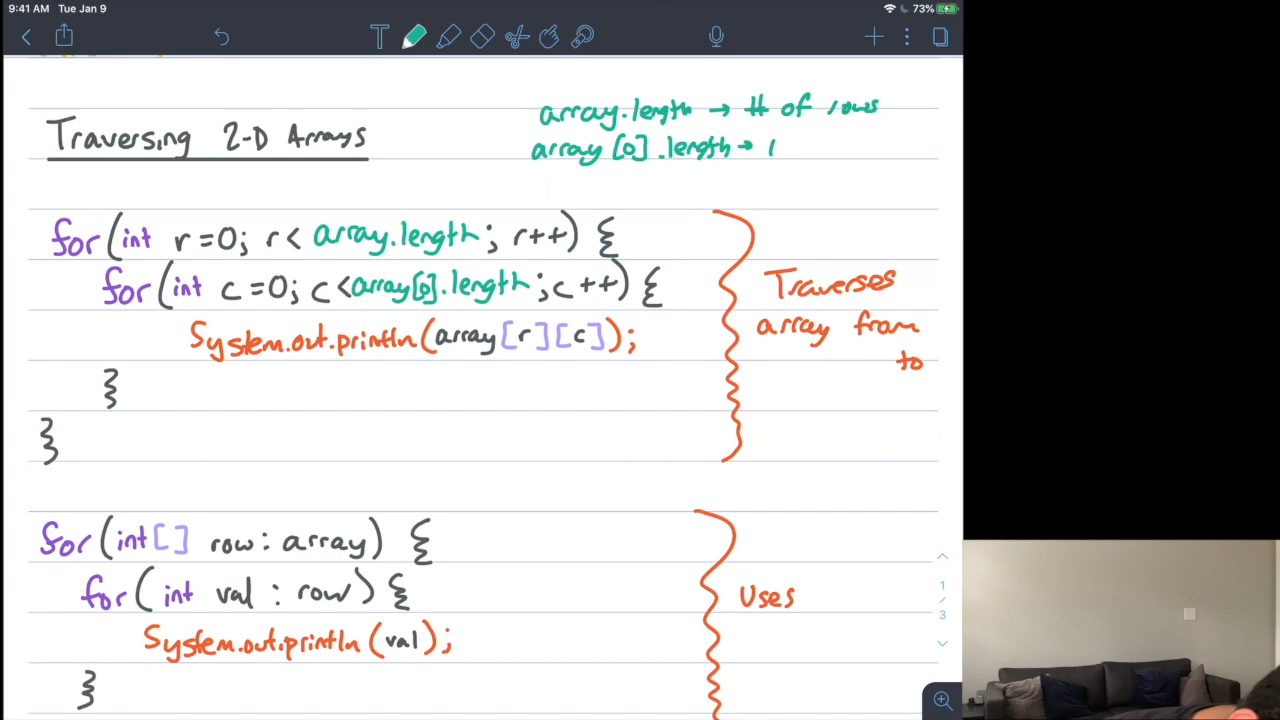 9:41 AM Tue Jan 9
73%
array.length → # of rows
Traversing 2-D Arrays
array[0].length →
for(int r=0; r< array.length; r++) {
for(int c=0; c<array[0].length;c++) {
System.out.println(array[r][c]);
}
}
Traverses
array from
to
for(int[] row: array) {
for(int val : row) {
System.out.println(val);
}
Uses
1
/
3